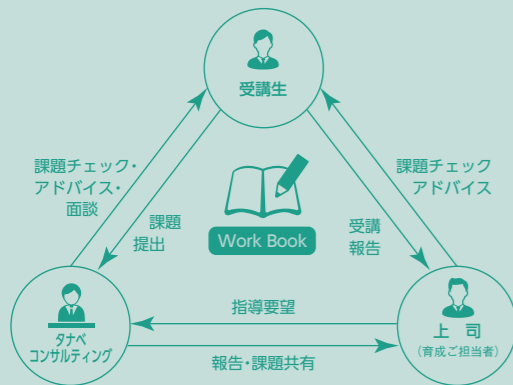 受講生
課題チェック・
アドバイス・
面談
課題チェック
アドバイス
課題
提出
Work Book
受講
報告
指導要望
タナベ
コンサルティング
上 司
(育成ご担当者)
報告・課題共有